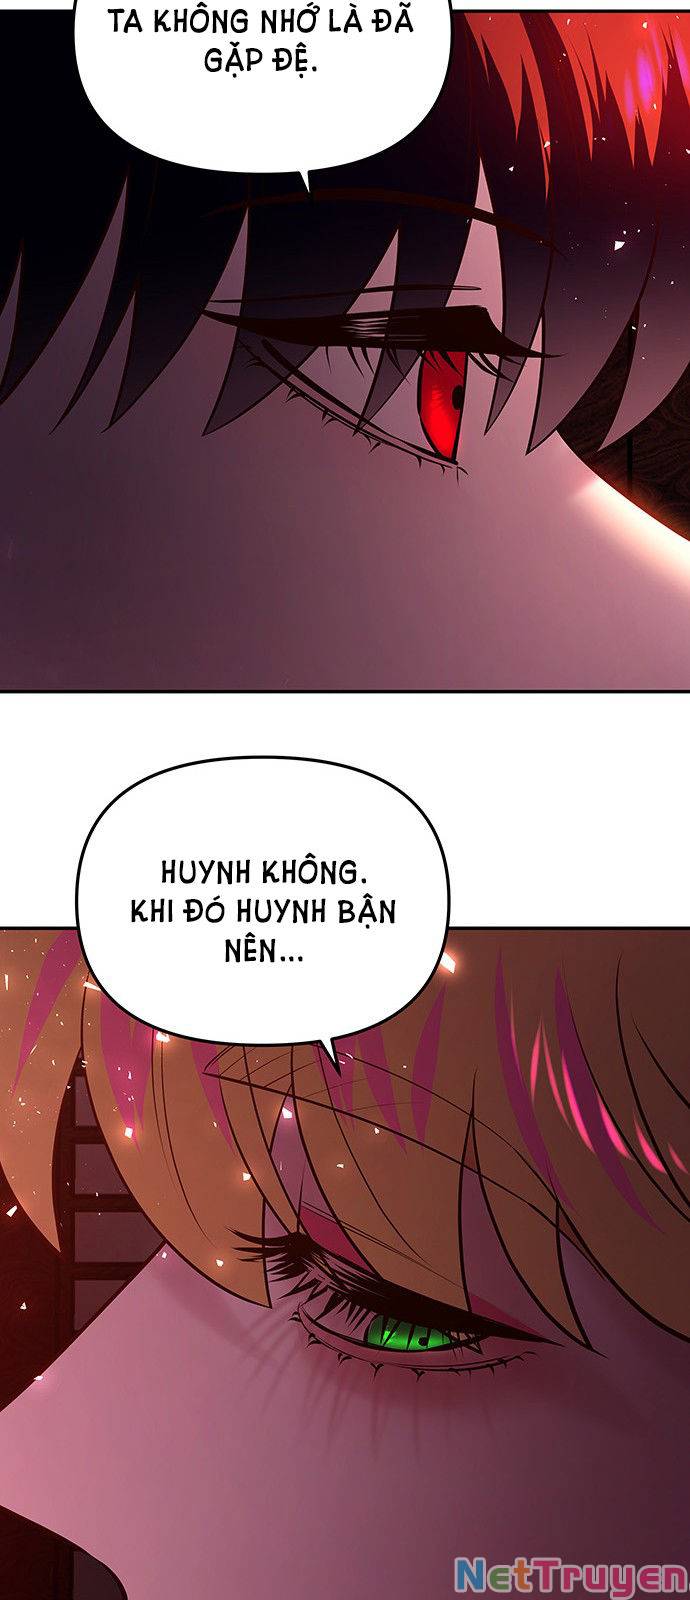 TA KHÔNG NHỚ LÀ ĐÃ
GẶP ĐỆ.
HUYNH KHÔNG.
KHI ĐÓ HUYNH BẬN
NÊN...
NETTRUYEN